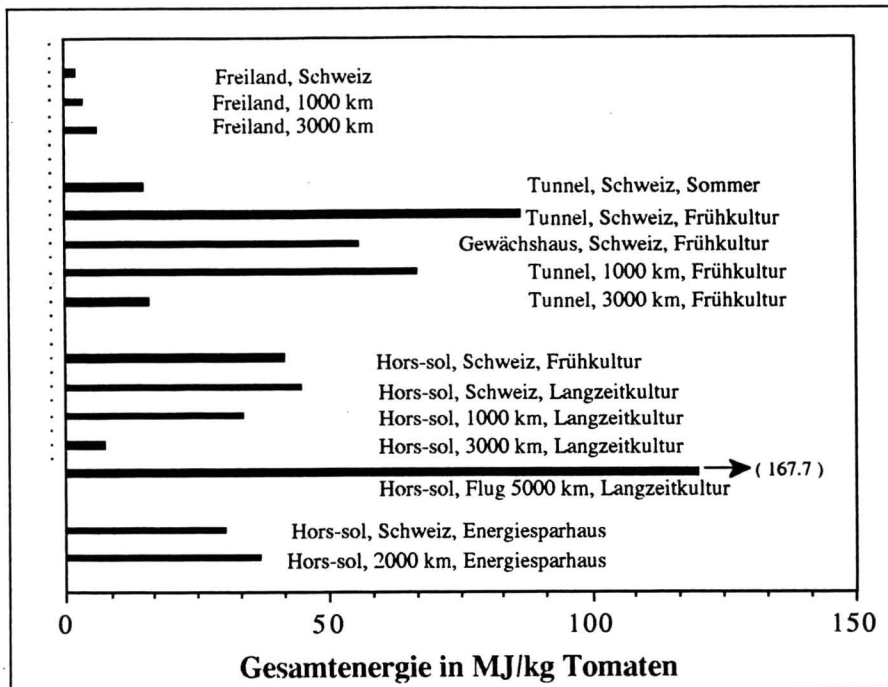 Freiland, Schweiz
Freiland, 1000 km
Freiland, 3000 km
Tunnel, Schweiz, Sommer
Tunnel, Schweiz, Frühkultur
Gewächshaus, Schweiz, Frühkultur
Tunnel, 1000 km, Frühkultur
Tunnel, 3000 km, Frühkultur
Hors-sol, Schweiz, Frühkultur
Hors-sol, Schweiz, Langzeitkultur
Hors-sol, 1000 km, Langzeitkultur
Hors-sol, 3000 km, Langzeitkultur
( 167.7 )
Hors-sol, Flug 5000 km, Langzeitkultur
Hors-sol, Schweiz, Energiesparhaus
Hors-sol, 2000 km, Energiesparhaus
0 50 100 150
Gesamtenergie in MJ/kg Tomaten